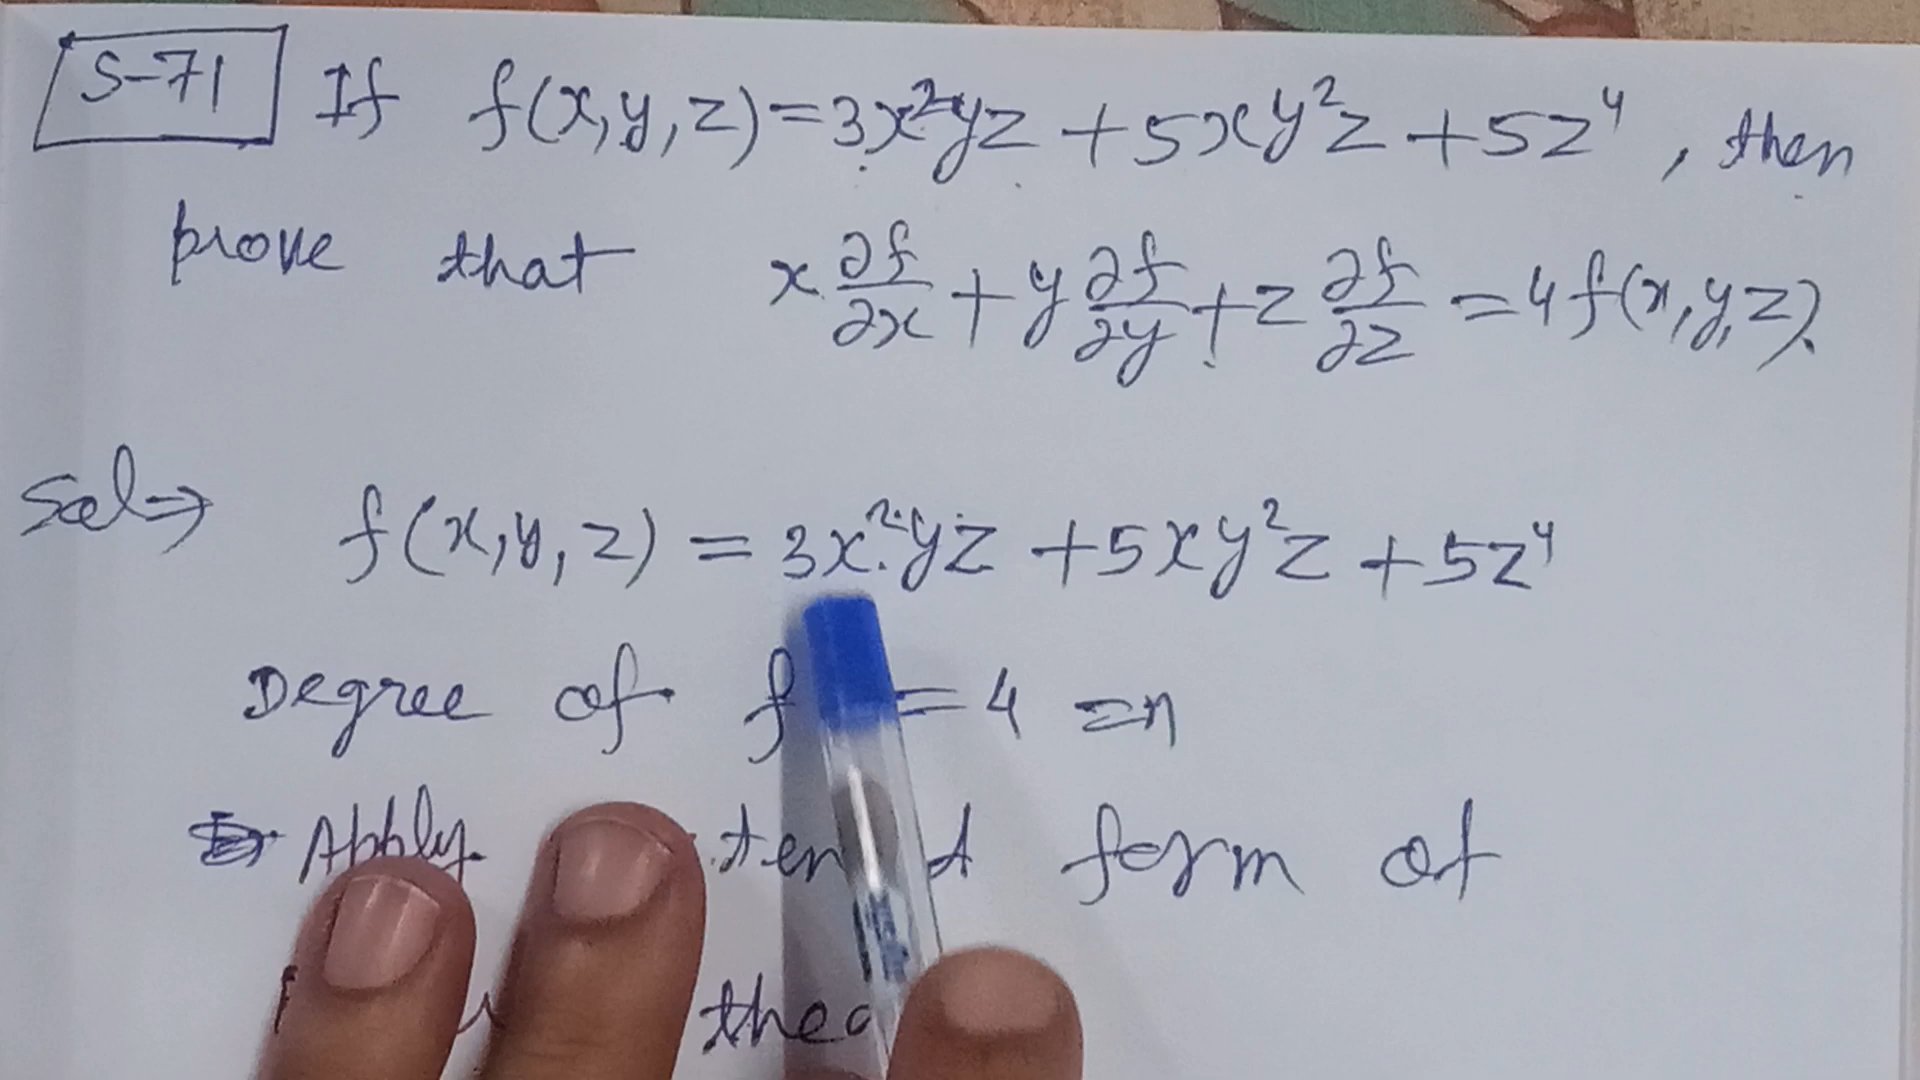 S-71 If f(x,y,z)=3x²yz+5xy²z+5z⁴, then
prove that x ∂f/∂x + y ∂f/∂y + z ∂f/∂z = 4f(x,y,z).
Sol⇒ f(x,y,z) = 3x²yz+5xy²z+5z⁴
Degree of f = 4 = n
Apply form of